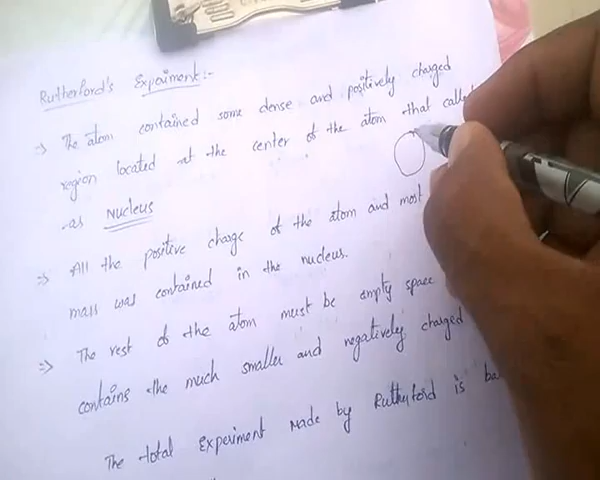 Rutherford's Expaiment:-
=> The atom contained some dense and positively charged
region located at the center of the atom that called
as Nucleus
=> All the positive charge of the atom and most
mass was contained in the nucleus.
=> The rest of the atom must be empty space
contains the much smaller and negatively charged
The total Experiment Made by Rutherford is